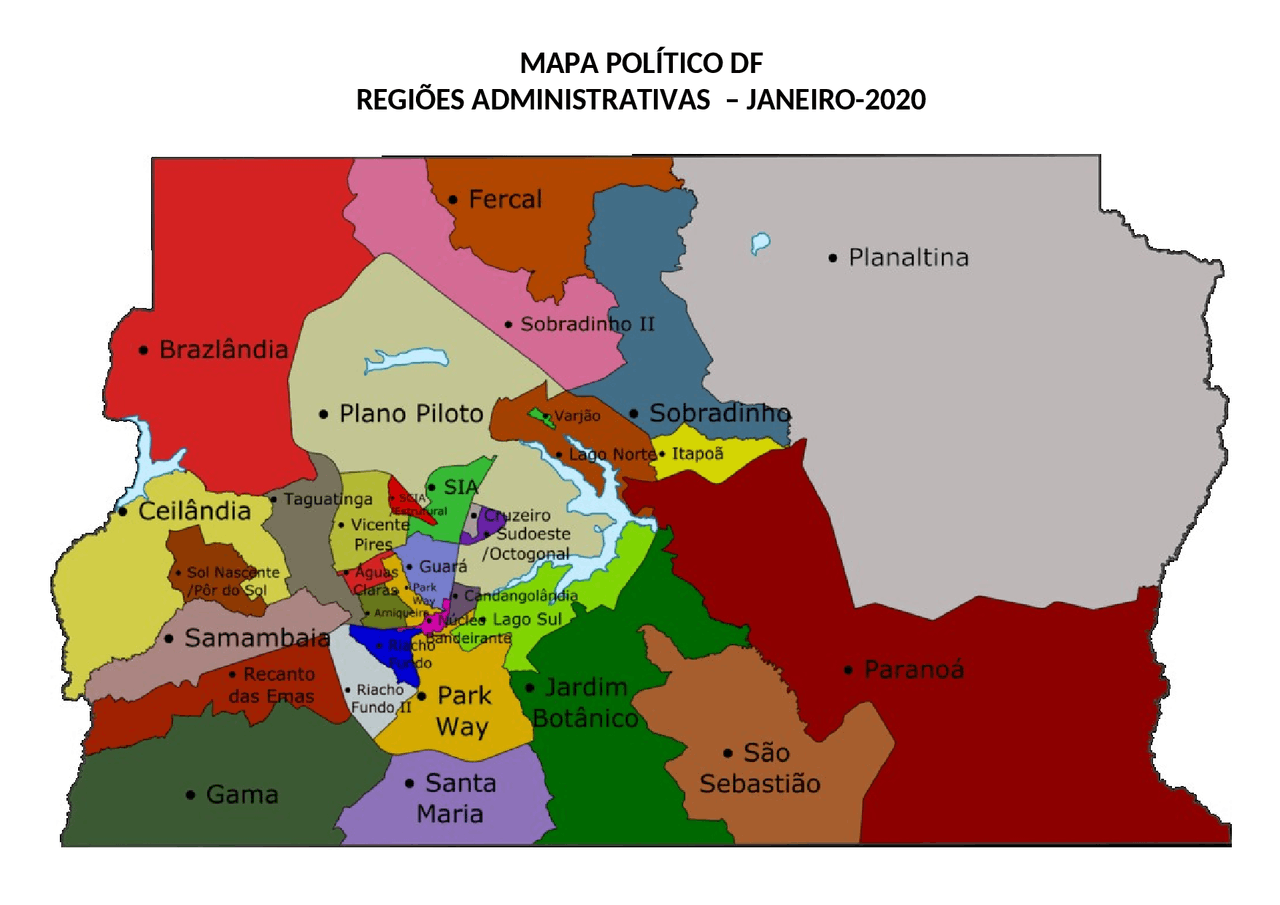 MAPA POLÍTICO DF
REGIÕES ADMINISTRATIVAS – JANEIRO-2020
Fercal
Planaltina
Sobradinho II
Brazlândia
Plano Piloto
Varjão
Sobradinho
Lago Norte
Itapoã
SIA
Taguatinga
SCIA
/Estrutural
Ceilândia
Cruzeiro
Vicente
Pires
Sudoeste
/Octogonal
Guará
Sol Nascente
/Pôr do Sol
Águas
Claras
Park
Way
Candangolândia
Arniqueira
Núcleo
Bandeirante
Lago Sul
Samambaia
Riacho
Fundo
Paranoá
Recanto
das Emas
Riacho
Fundo II
Park
Way
Jardim
Botânico
São
Sebastião
Santa
Maria
Gama